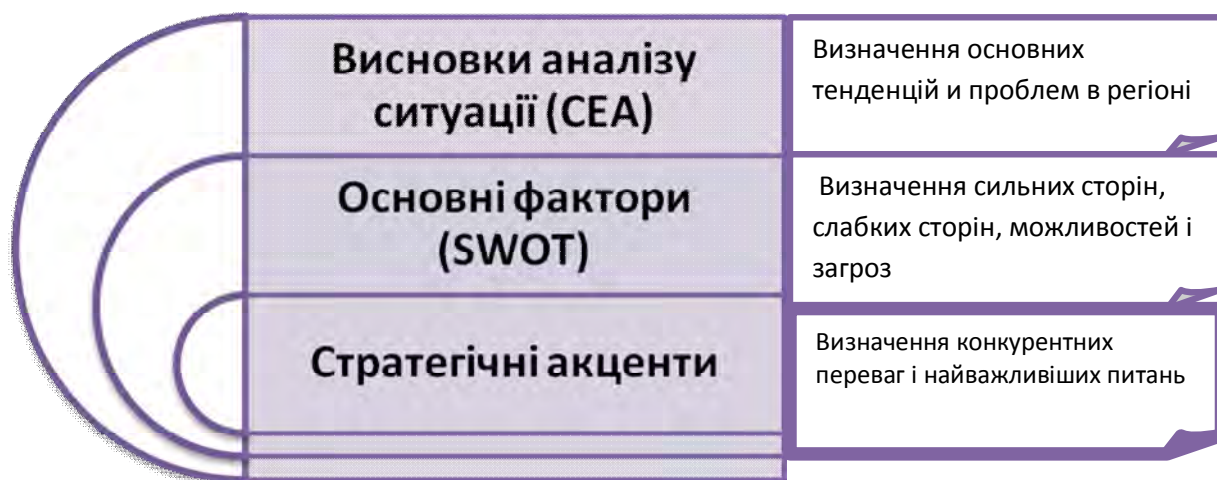 Висновки аналізу
ситуації (СЕА)
Визначення основних
тенденцій и проблем в регіоні
Основні фактори
(SWOT)
Визначення сильних сторін,
слабких сторін, можливостей і
загроз
Стратегічні акценти
Визначення конкурентних
переваг і найважливіших питань